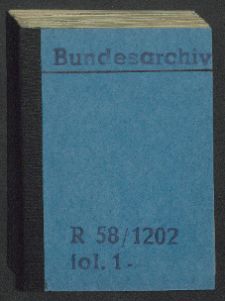 Bundesarchiv
R 58/1202
fol. 1-